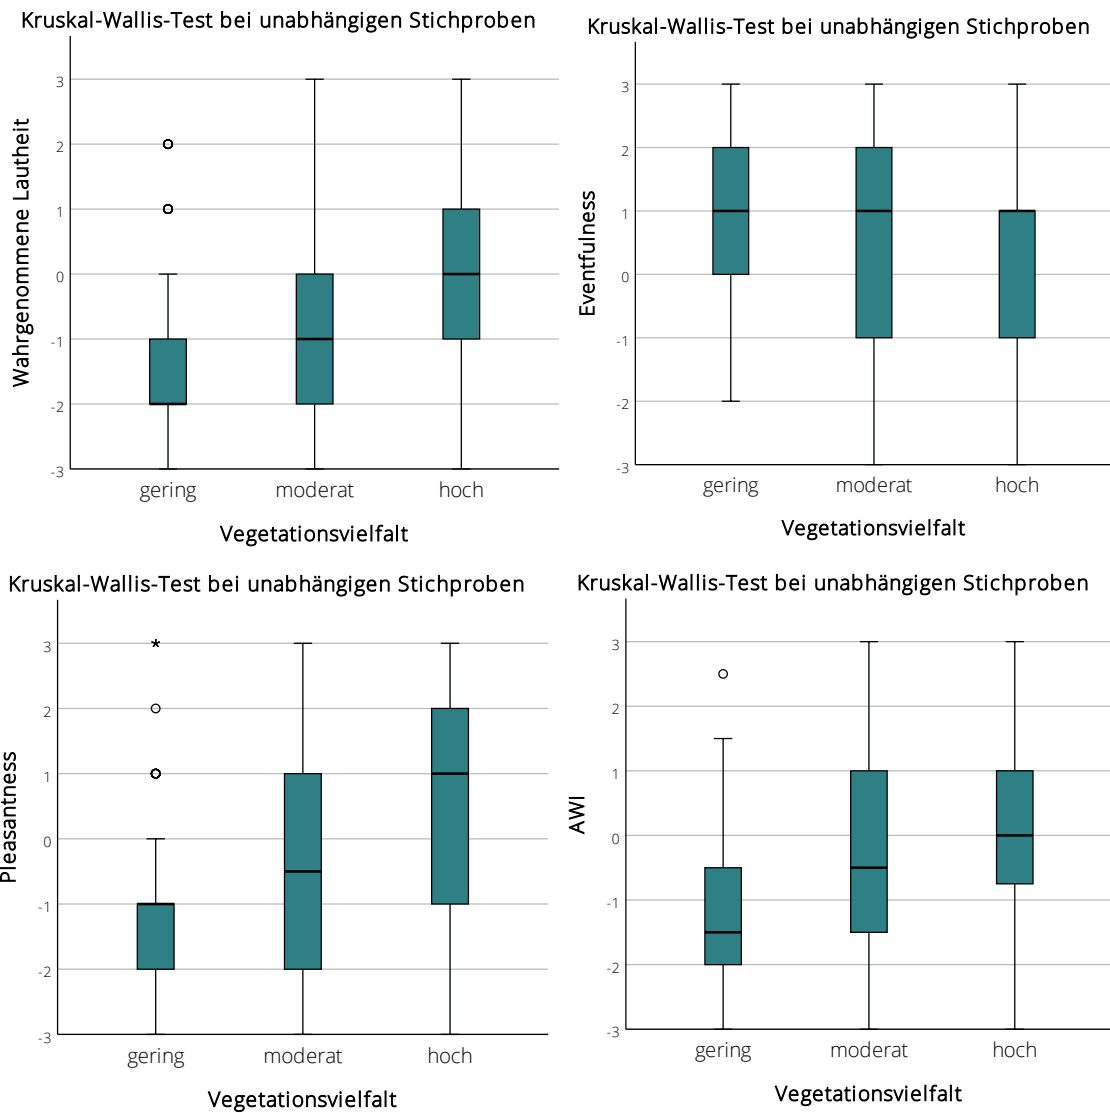 Kruskal-Wallis-Test bei unabhängigen Stichproben
Wahrgenommene Lautheit
3
2
1
0
-1
-2
-3
gering moderat hoch
Vegetationsvielfalt
Kruskal-Wallis-Test bei unabhängigen Stichproben
Eventfulness
3
2
1
0
-1
-2
-3
gering moderat hoch
Vegetationsvielfalt
Kruskal-Wallis-Test bei unabhängigen Stichproben
Pleasantness
3
2
1
0
-1
-2
-3
gering moderat hoch
Vegetationsvielfalt
Kruskal-Wallis-Test bei unabhängigen Stichproben
AWI
3
2
1
0
-1
-2
-3
gering moderat hoch
Vegetationsvielfalt